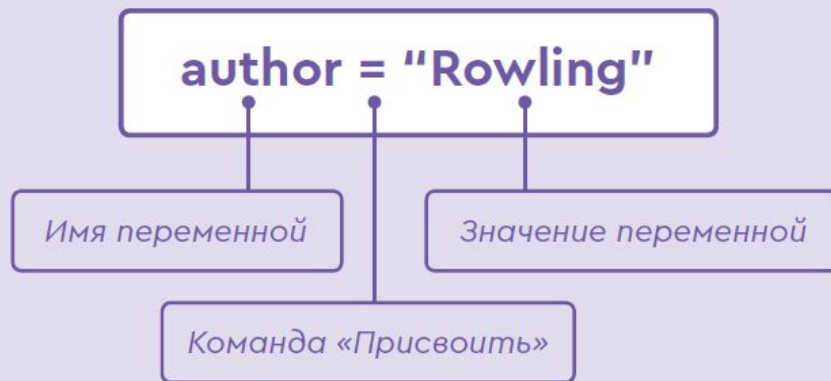 author = “Rowling”
Имя переменной
Значение переменной
Команда «Присвоить»